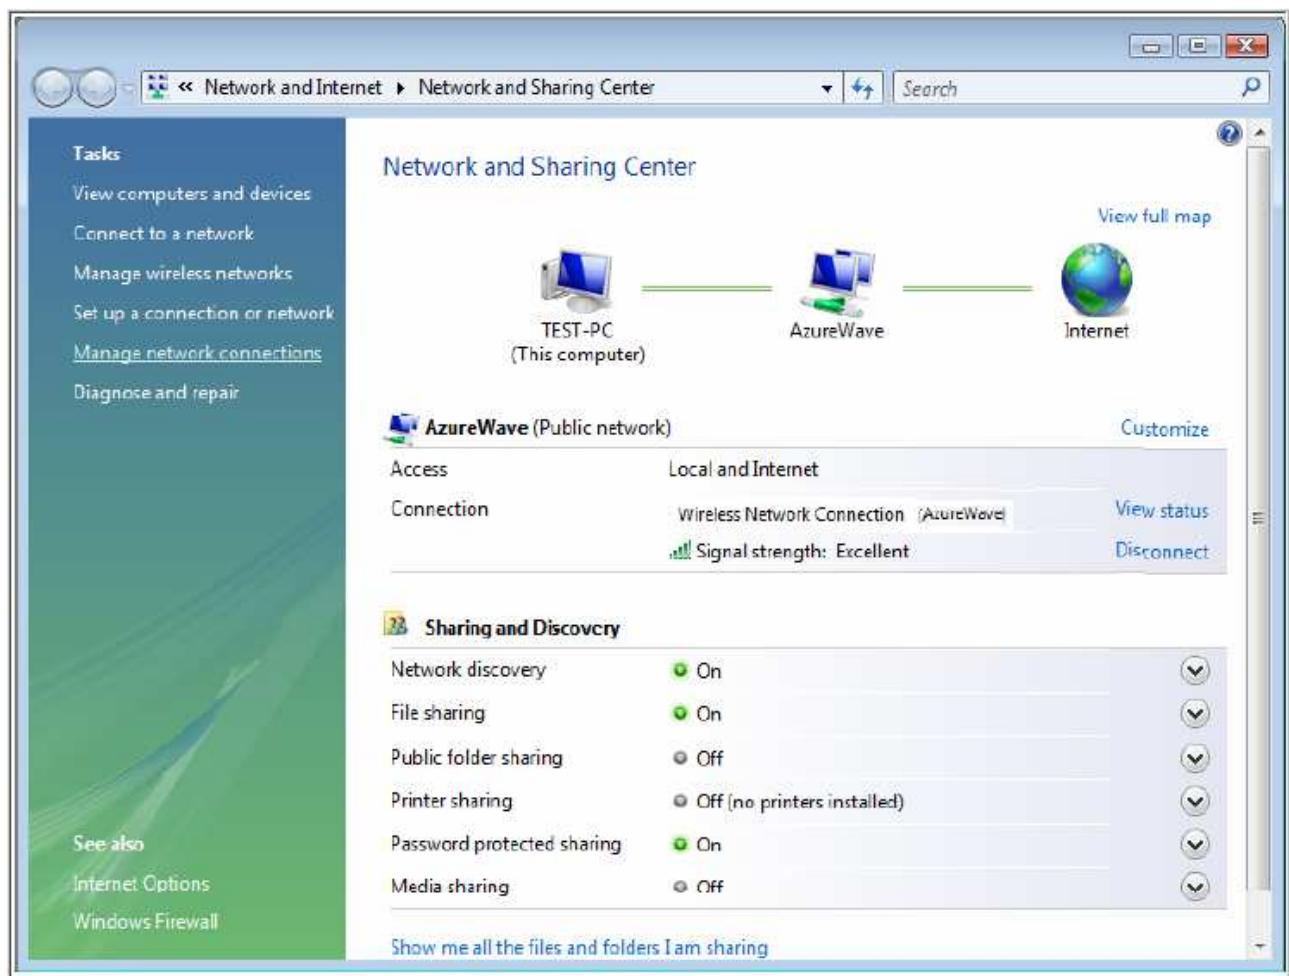 « Network and Internet ▸ Network and Sharing Center
Search
Tasks
View computers and devices
Connect to a network
Manage wireless networks
Set up a connection or network
Manage network connections
Diagnose and repair
See also
Internet Options
Windows Firewall
Network and Sharing Center
View full map
TEST-PC
(This computer)
AzureWave
Internet
AzureWave (Public network)
Customize
Access Local and Internet
Connection Wireless Network Connection (AzureWave) View status
Signal strength: Excellent Disconnect
Sharing and Discovery
Network discovery On
File sharing On
Public folder sharing Off
Printer sharing Off (no printers installed)
Password protected sharing On
Media sharing Off
Show me all the files and folders I am sharing